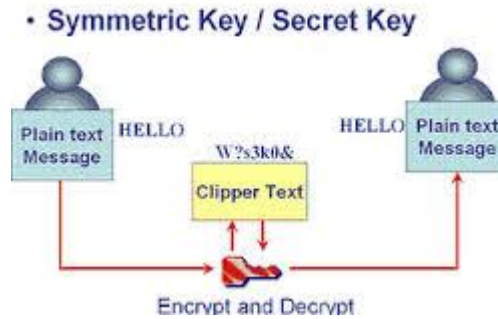 • Symmetric Key / Secret Key
Plain text
Message
HELLO
W?s3k0&
Clipper Text
HELLO
Plain text
Message
Encrypt and Decrypt